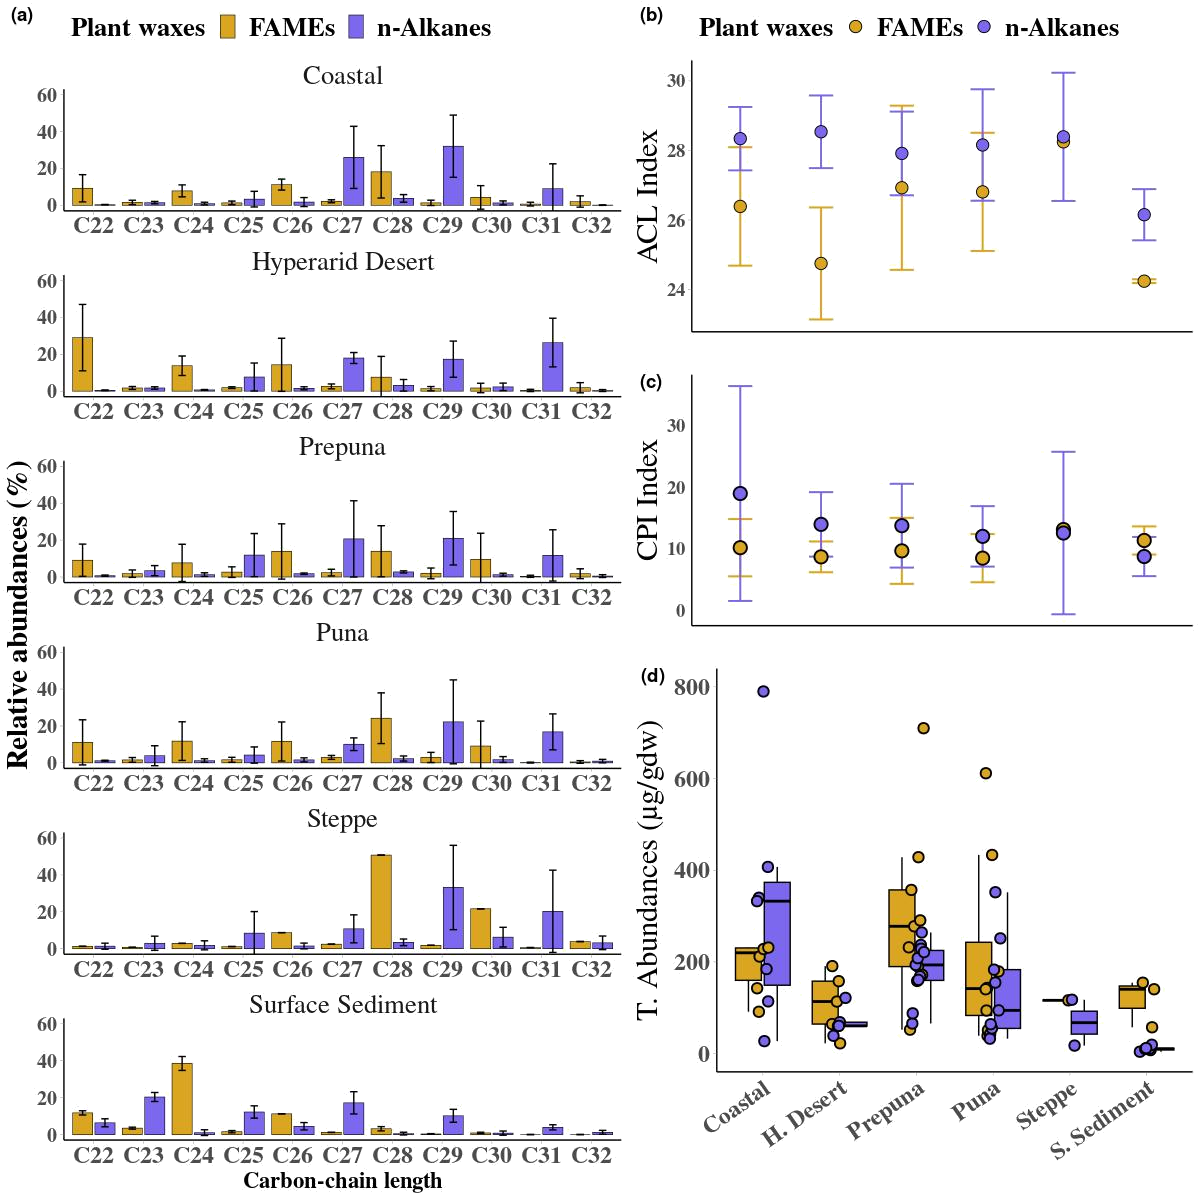 (a)
Plant waxes FAMEs n-Alkanes
Relative abundances (%)
Coastal
60
40
20
0
C22 C23 C24 C25 C26 C27 C28 C29 C30 C31 C32
Hyperarid Desert
60
40
20
0
C22 C23 C24 C25 C26 C27 C28 C29 C30 C31 C32
Prepuna
60
40
20
0
C22 C23 C24 C25 C26 C27 C28 C29 C30 C31 C32
Puna
60
40
20
0
C22 C23 C24 C25 C26 C27 C28 C29 C30 C31 C32
Steppe
60
40
20
0
C22 C23 C24 C25 C26 C27 C28 C29 C30 C31 C32
Surface Sediment
60
40
20
0
C22 C23 C24 C25 C26 C27 C28 C29 C30 C31 C32
Carbon-chain length
(b)
Plant waxes FAMEs n-Alkanes
ACL Index
30
28
26
24
(c)
CPI Index
30
20
10
0
(d)
T. Abundances (µg/gdw)
800
600
400
200
0
Coastal H. Desert Prepuna Puna Steppe S. Sediment